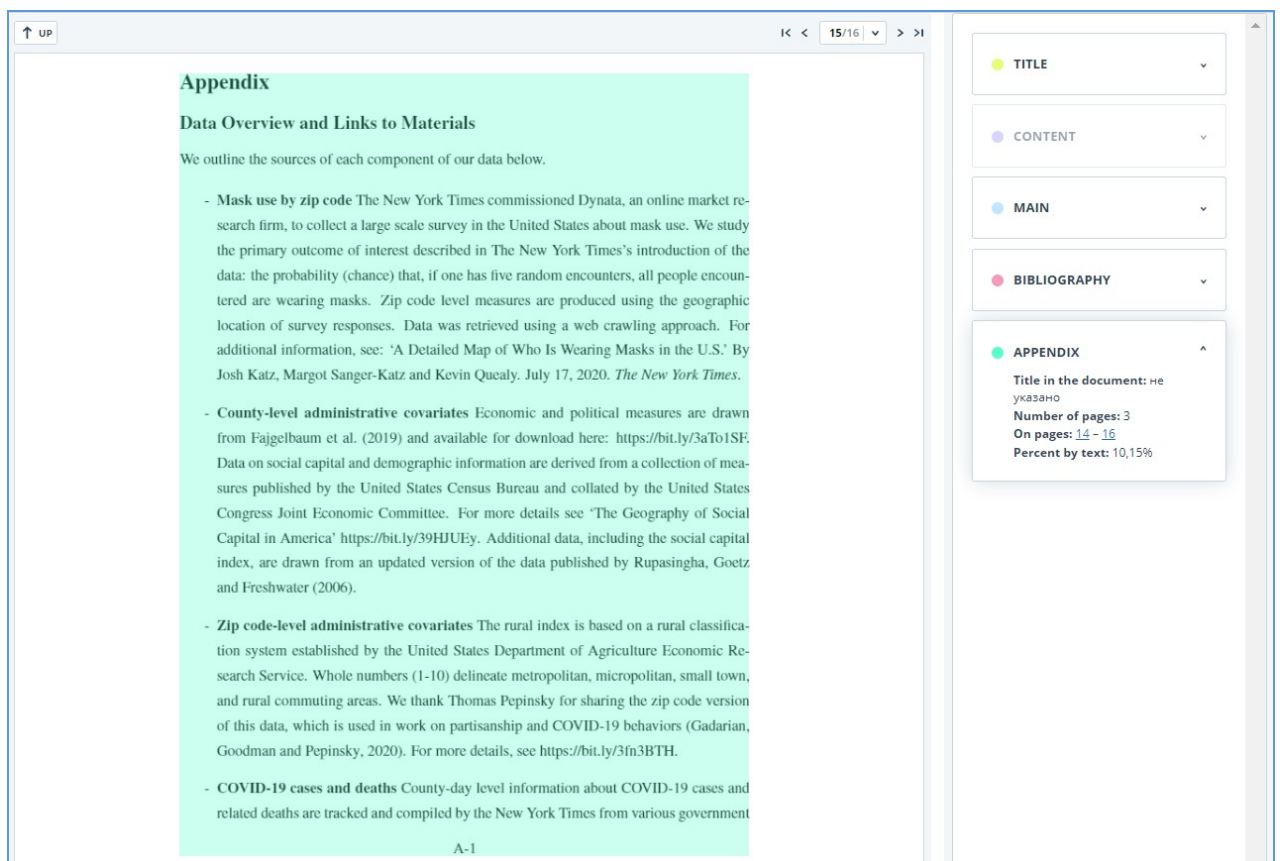 ↑ UP
15/16
Appendix
Data Overview and Links to Materials
We outline the sources of each component of our data below.
- Mask use by zip code The New York Times commissioned Dynata, an online market re-
search firm, to collect a large scale survey in the United States about mask use. We study
the primary outcome of interest described in The New York Times's introduction of the
data: the probability (chance) that, if one has five random encounters, all people encoun-
tered are wearing masks. Zip code level measures are produced using the geographic
location of survey responses. Data was retrieved using a web crawling approach. For
additional information, see: ‘A Detailed Map of Who Is Wearing Masks in the U.S.’ By
Josh Katz, Margot Sanger-Katz and Kevin Quealy. July 17, 2020. The New York Times.
- County-level administrative covariates Economic and political measures are drawn
from Fajgelbaum et al. (2019) and available for download here: https://bit.ly/3aTo1SF.
Data on social capital and demographic information are derived from a collection of mea-
sures published by the United States Census Bureau and collated by the United States
Congress Joint Economic Committee. For more details see ‘The Geography of Social
Capital in America’ https://bit.ly/39HJUEy. Additional data, including the social capital
index, are drawn from an updated version of the data published by Rupasingha, Goetz
and Freshwater (2006).
- Zip code-level administrative covariates The rural index is based on a rural classifica-
tion system established by the United States Department of Agriculture Economic Re-
search Service. Whole numbers (1-10) delineate metropolitan, micropolitan, small town,
and rural commuting areas. We thank Thomas Pepinsky for sharing the zip code version
of this data, which is used in work on partisanship and COVID-19 behaviors (Gadarian,
Goodman and Pepinsky, 2020). For more details, see https://bit.ly/3fn3BTH.
- COVID-19 cases and deaths County-day level information about COVID-19 cases and
related deaths are tracked and compiled by the New York Times from various government
A-1
TITLE
CONTENT
MAIN
BIBLIOGRAPHY
APPENDIX
Title in the document: не
указано
Number of pages: 3
On pages: 14 – 16
Percent by text: 10,15%